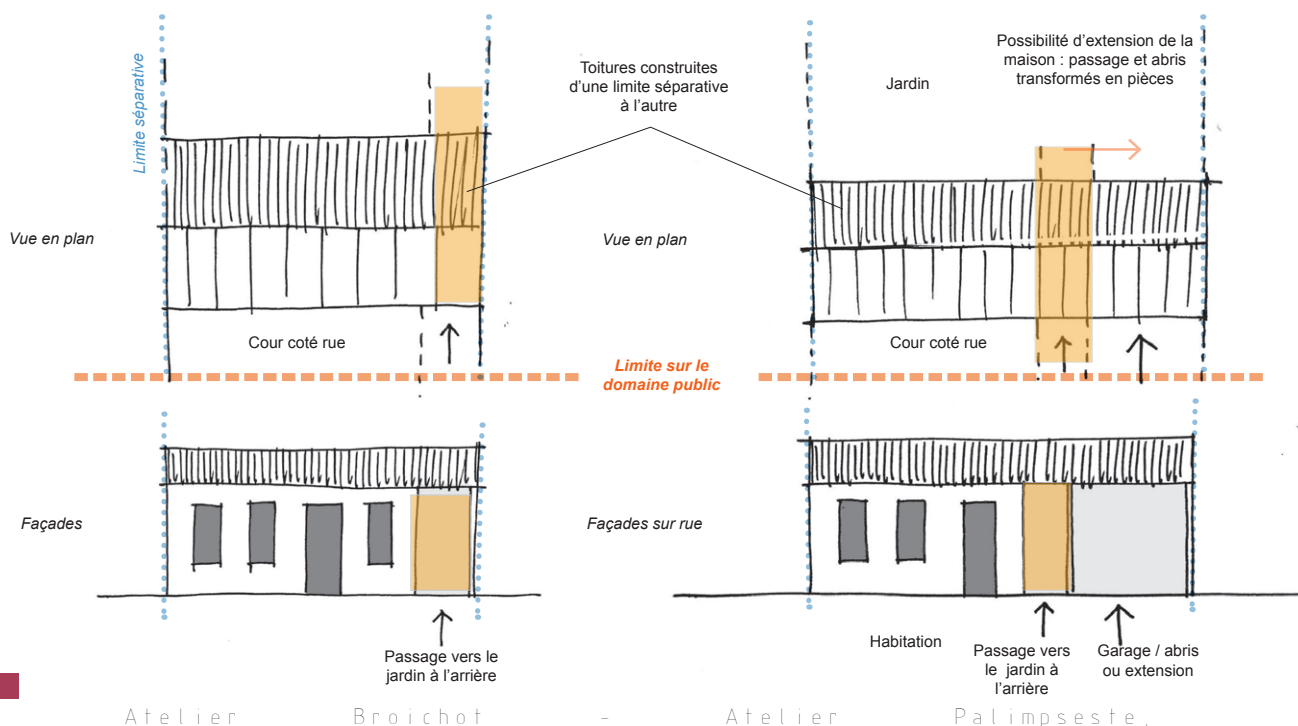 Limite séparative
Toitures construites
d'une limite séparative
à l'autre
Jardin
Possibilité d'extension de la
maison : passage et abris
transformés en pièces
Vue en plan
Vue en plan
Cour coté rue
Cour coté rue
Limite sur le
domaine public
Façades
Façades sur rue
Passage vers le
jardin à l'arrière
Habitation
Passage vers
le jardin à
l'arrière
Garage / abris
ou extension
Atelier Broichot - Atelier Palimpseste,